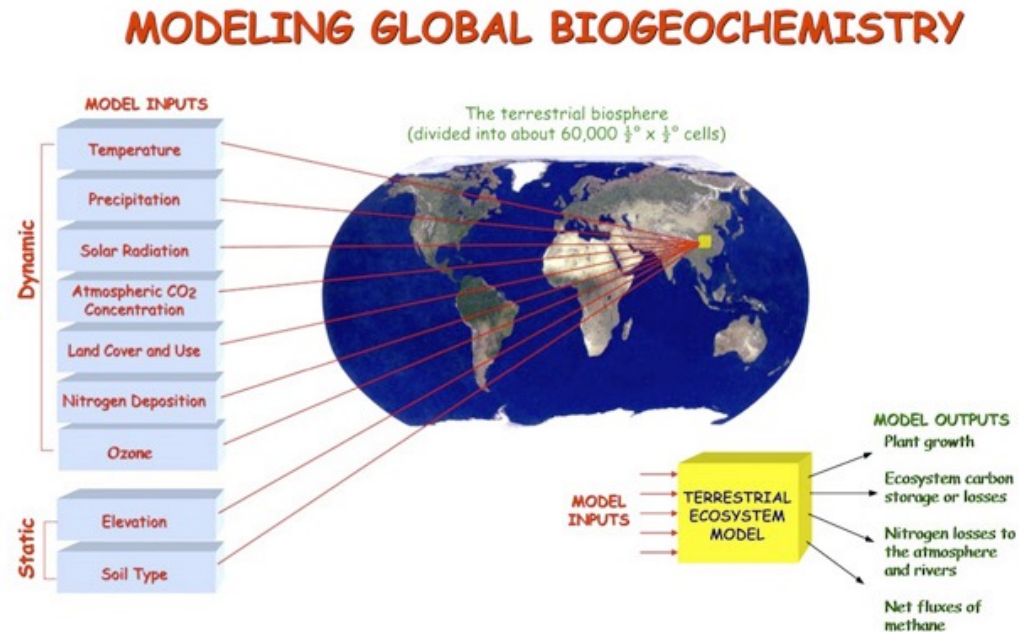 MODELING GLOBAL BIOGEOCHEMISTRY
MODEL INPUTS
The terrestrial biosphere
(divided into about 60,000 ½° x ½° cells)
Dynamic
Temperature
Precipitation
Solar Radiation
Atmospheric CO2
Concentration
Land Cover and Use
Nitrogen Deposition
Ozone
Static
Elevation
Soil Type
MODEL
INPUTS
TERRESTRIAL
ECOSYSTEM
MODEL
MODEL OUTPUTS
Plant growth
Ecosystem carbon
storage or losses
Nitrogen losses to
the atmosphere
and rivers
Net fluxes of
methane